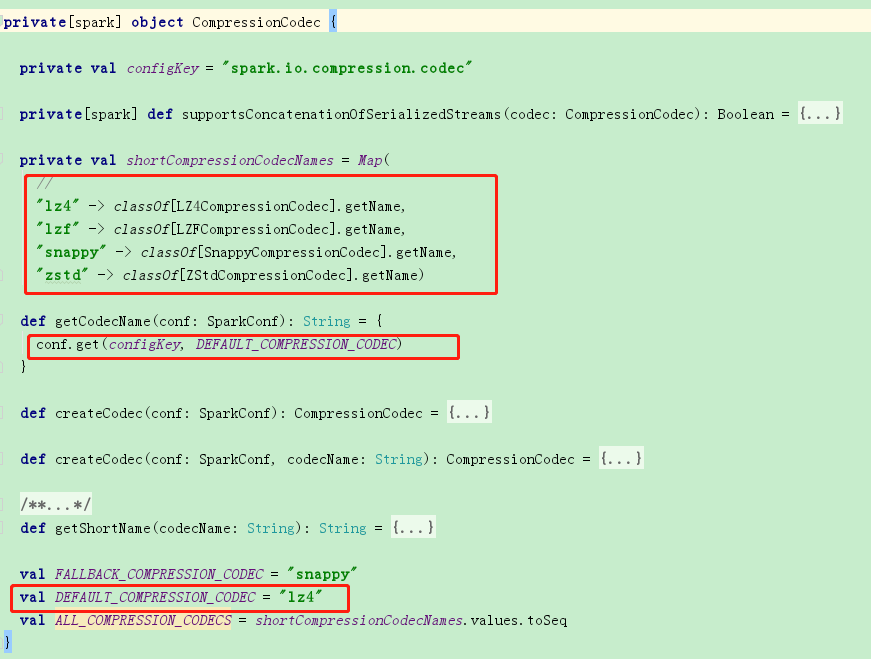 private[spark] object CompressionCodec {
private val configKey = "spark.io.compression.codec"
private[spark] def supportsConcatenationOfSerializedStreams(codec: CompressionCodec): Boolean = {...}
private val shortCompressionCodecNames = Map(
//
"lz4" -> classOf[LZ4CompressionCodec].getName,
"lzf" -> classOf[LZFCompressionCodec].getName,
"snappy" -> classOf[SnappyCompressionCodec].getName,
"zstd" -> classOf[ZStdCompressionCodec].getName)
def getCodecName(conf: SparkConf): String = {
conf.get(configKey, DEFAULT_COMPRESSION_CODEC)
}
def createCodec(conf: SparkConf): CompressionCodec = {...}
def createCodec(conf: SparkConf, codecName: String): CompressionCodec = {...}
/**...*/
def getShortName(codecName: String): String = {...}
val FALLBACK_COMPRESSION_CODEC = "snappy"
val DEFAULT_COMPRESSION_CODEC = "lz4"
val ALL_COMPRESSION_CODECS = shortCompressionCodecNames.values.toSeq
}